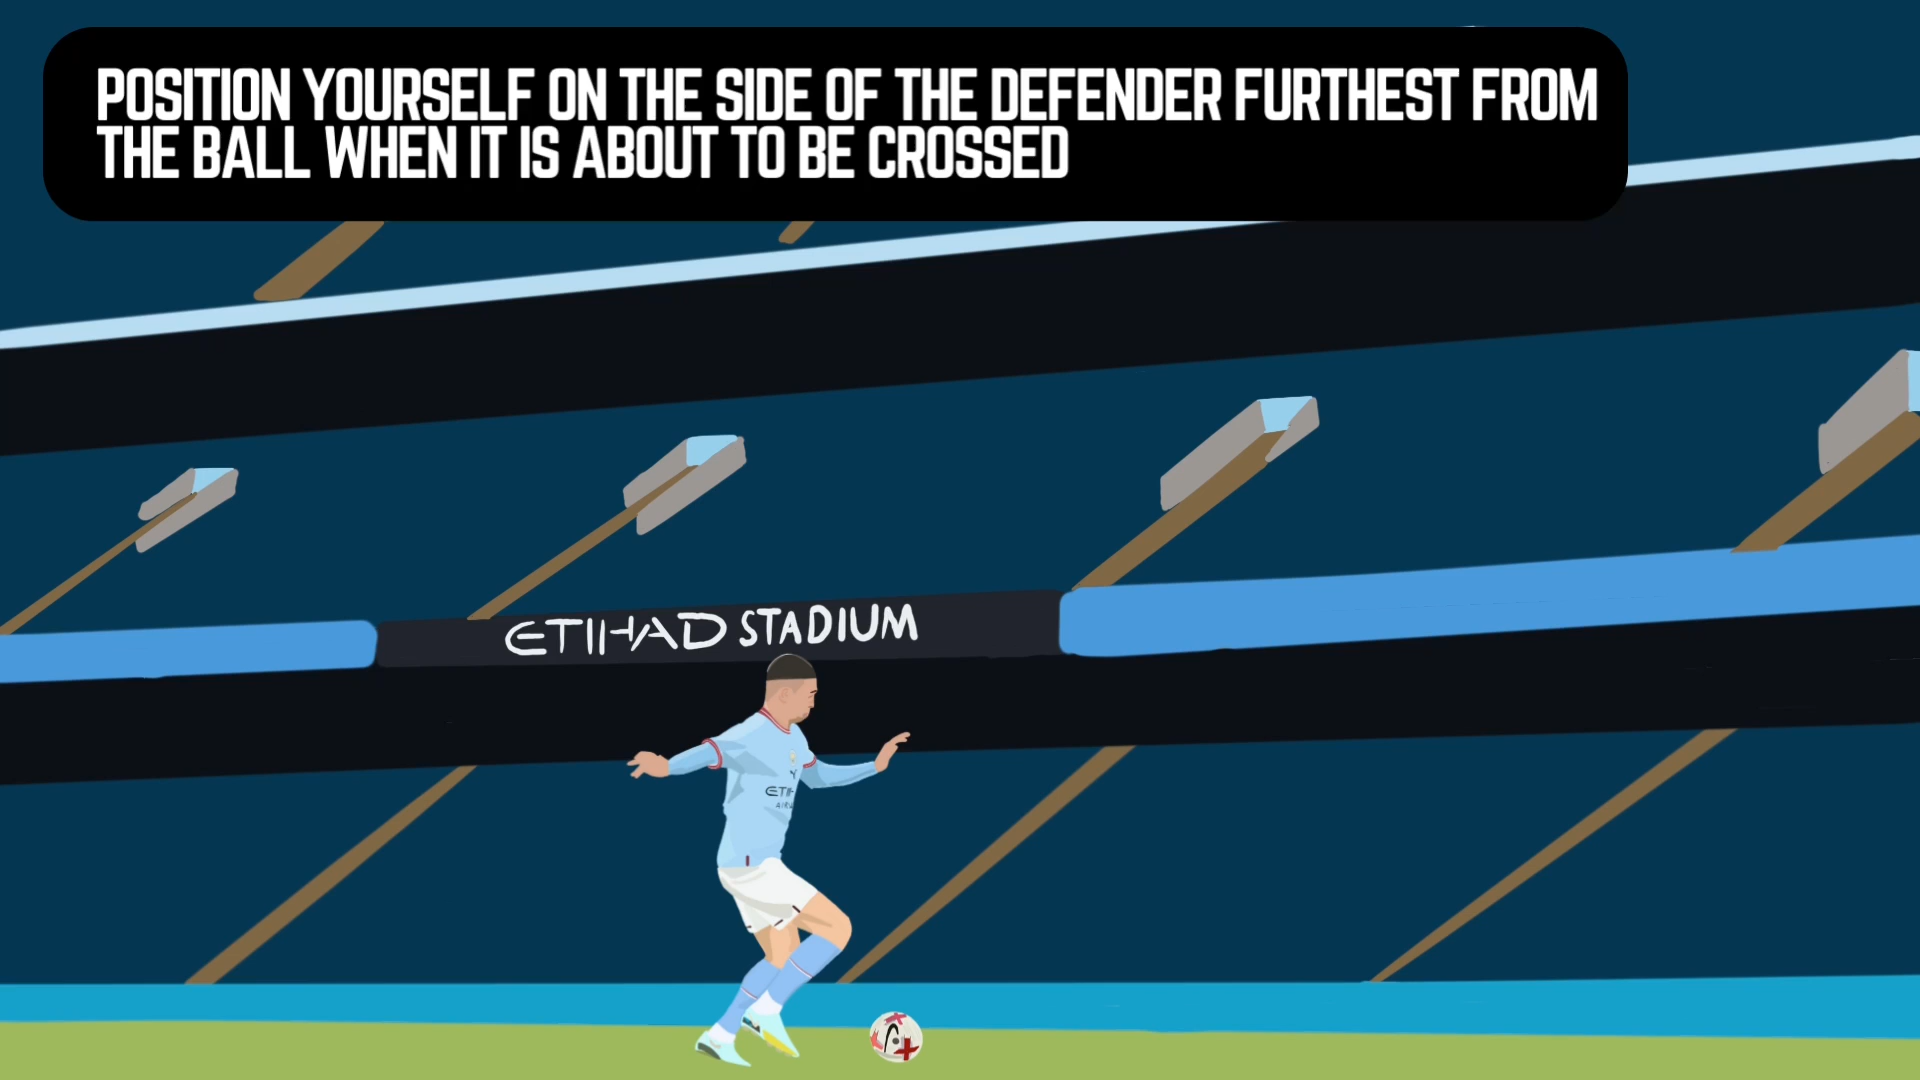 POSITION YOURSELF ON THE SIDE OF THE DEFENDER FURTHEST FROM
THE BALL WHEN IT IS ABOUT TO BE CROSSED
ETIHAD STADIUM